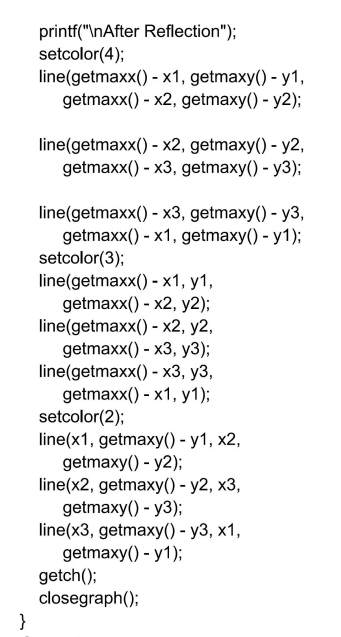 printf("\nAfter Reflection");
setcolor(4);
line(getmaxx() - x1, getmaxy() - y1,
getmaxx() - x2, getmaxy() - y2);
line(getmaxx() - x2, getmaxy() - y2,
getmaxx() - x3, getmaxy() - y3);
line(getmaxx() - x3, getmaxy() - y3,
getmaxx() - x1, getmaxy() - y1);
setcolor(3);
line(getmaxx() - x1, y1,
getmaxx() - x2, y2);
line(getmaxx() - x2, y2,
getmaxx() - x3, y3);
line(getmaxx() - x3, y3,
getmaxx() - x1, y1);
setcolor(2);
line(x1, getmaxy() - y1, x2,
getmaxy() - y2);
line(x2, getmaxy() - y2, x3,
getmaxy() - y3);
line(x3, getmaxy() - y3, x1,
getmaxy() - y1);
getch();
closegraph();
}